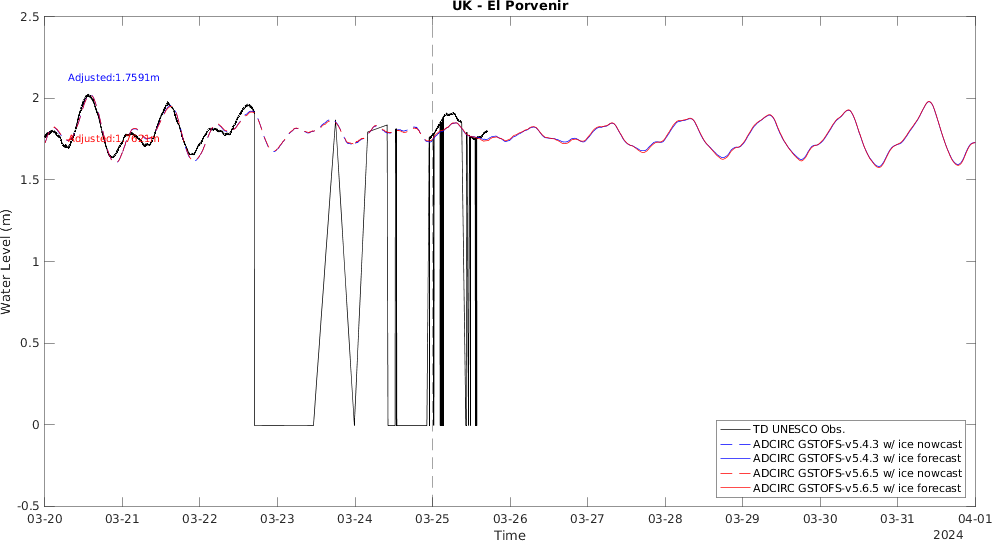 UK - El Porvenir
2.5
2
1.5
1
0.5
0
-0.5
Water Level (m)
Adjusted:1.7591m
TD UNESCO Obs.
ADCIRC GSTOFS-v5.4.3 w/ ice nowcast
ADCIRC GSTOFS-v5.4.3 w/ ice forecast
ADCIRC GSTOFS-v5.6.5 w/ ice nowcast
ADCIRC GSTOFS-v5.6.5 w/ ice forecast
03-20 03-21 03-22 03-23 03-24 03-25 03-26 03-27 03-28 03-29 03-30 03-31 04-01
Time
2024